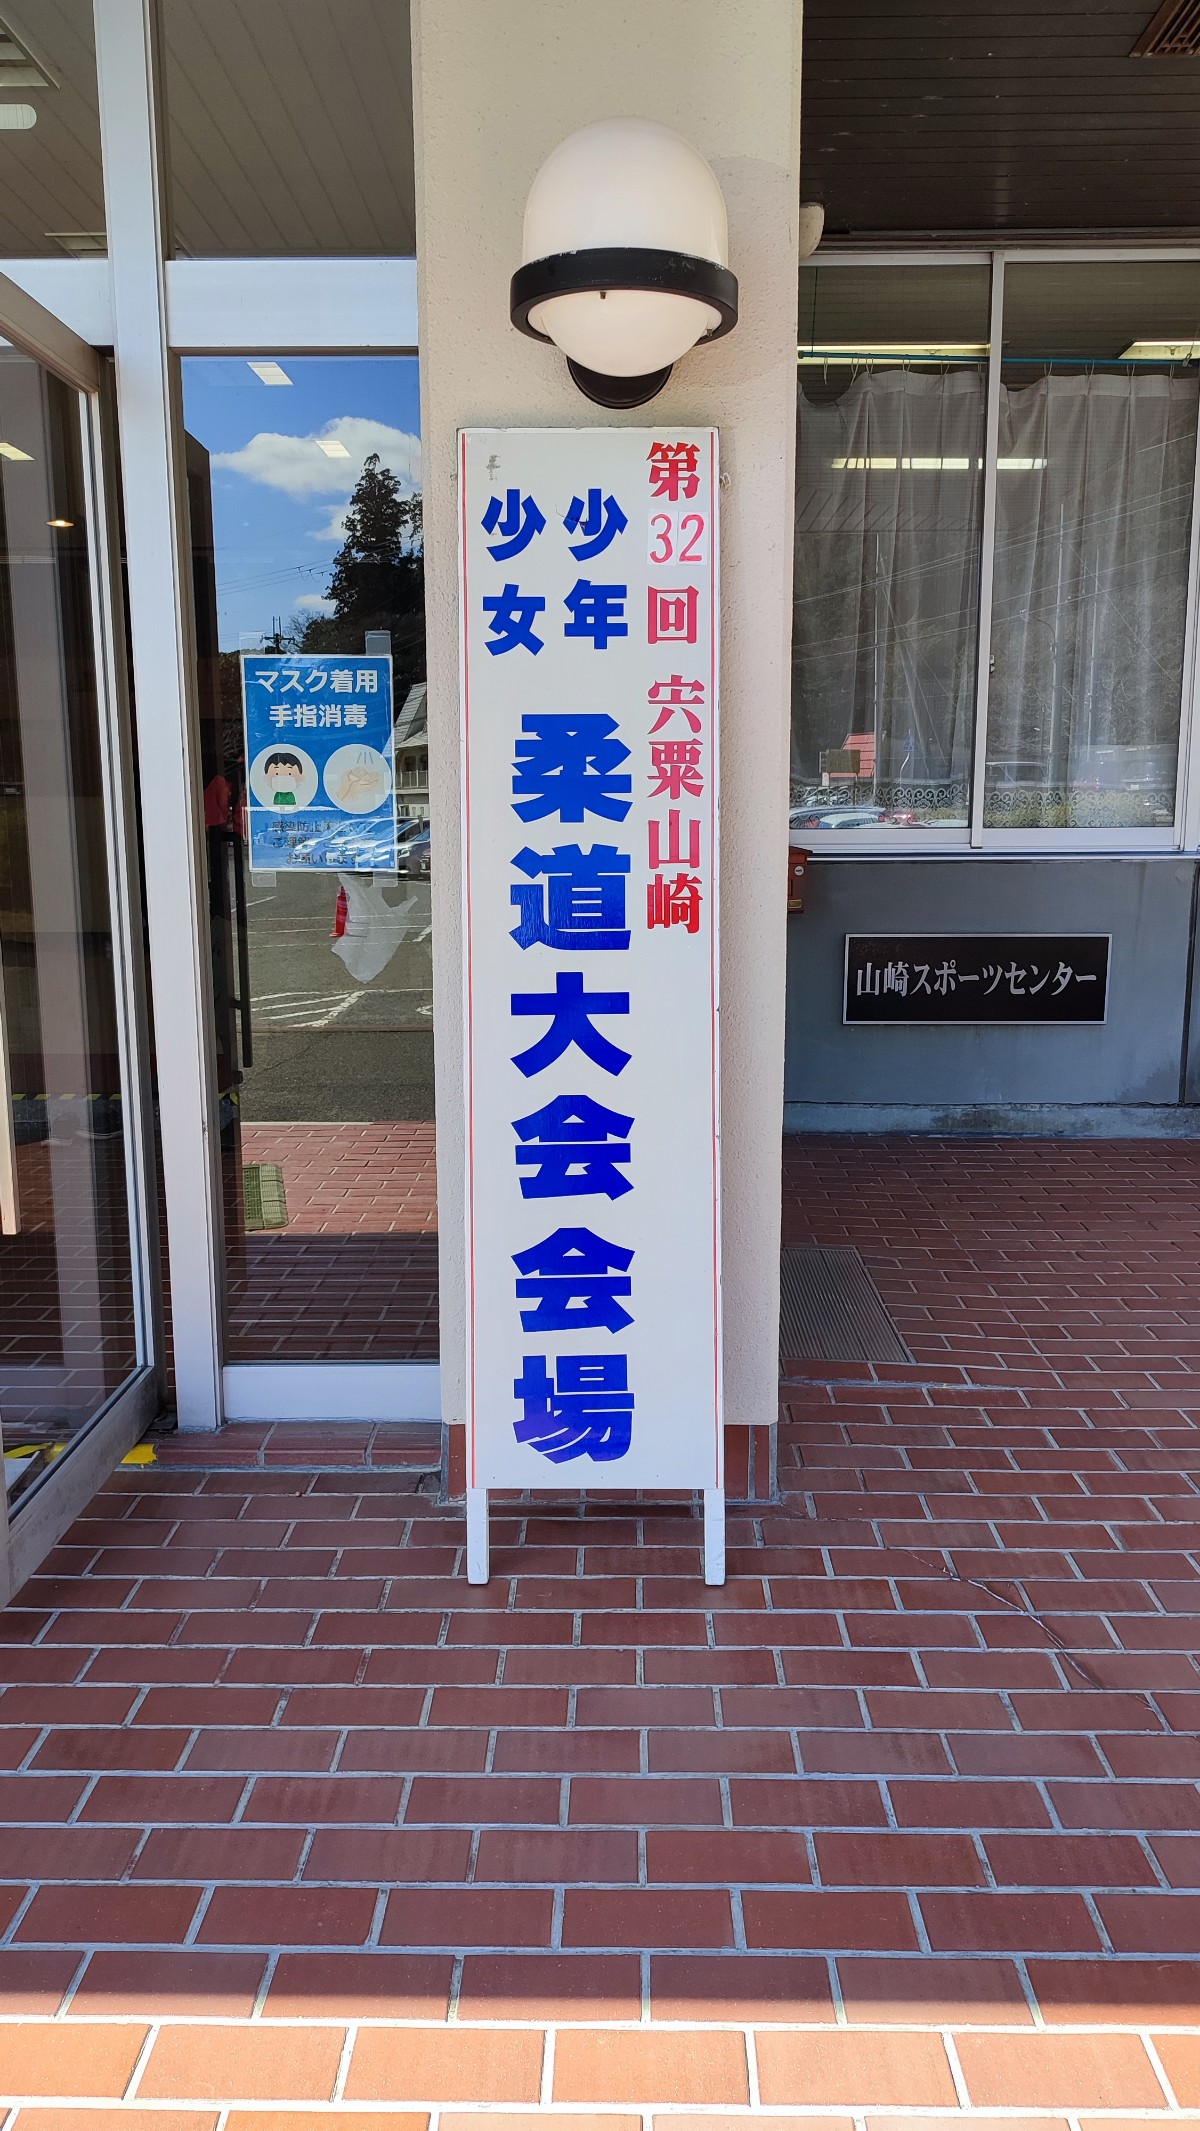 第32回 宍粟山崎
少年
少女
柔道大会会場
マスク着用
手指消毒
山崎スポーツセンター